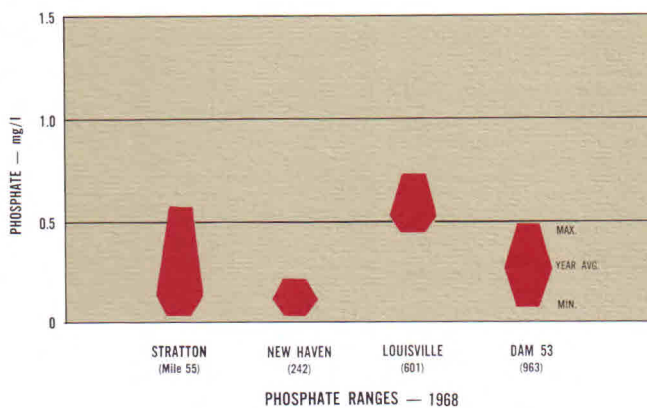 1.5
1.0
0.5
0
PHOSPHATE — mg/l
MAX.
YEAR AVG.
MIN.
STRATTON NEW HAVEN LOUISVILLE DAM 53
(Mile 55) (242) (601) (963)
PHOSPHATE RANGES — 1968